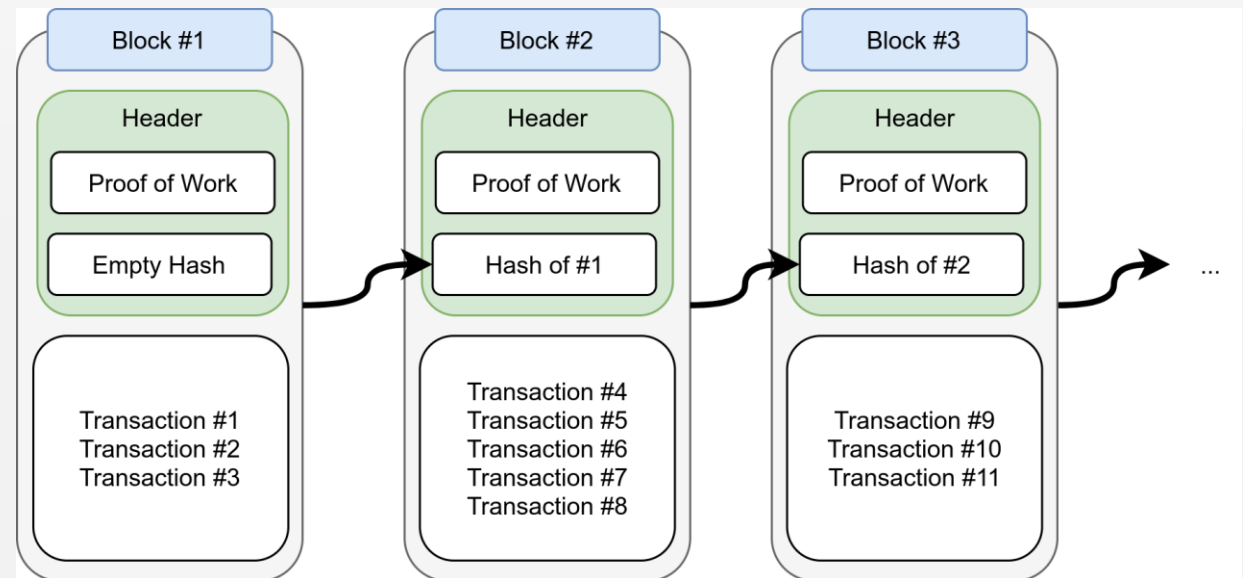 Block #1
Header
Proof of Work
Empty Hash
Transaction #1
Transaction #2
Transaction #3
Block #2
Header
Proof of Work
Hash of #1
Transaction #4
Transaction #5
Transaction #6
Transaction #7
Transaction #8
Block #3
Header
Proof of Work
Hash of #2
Transaction #9
Transaction #10
Transaction #11
...